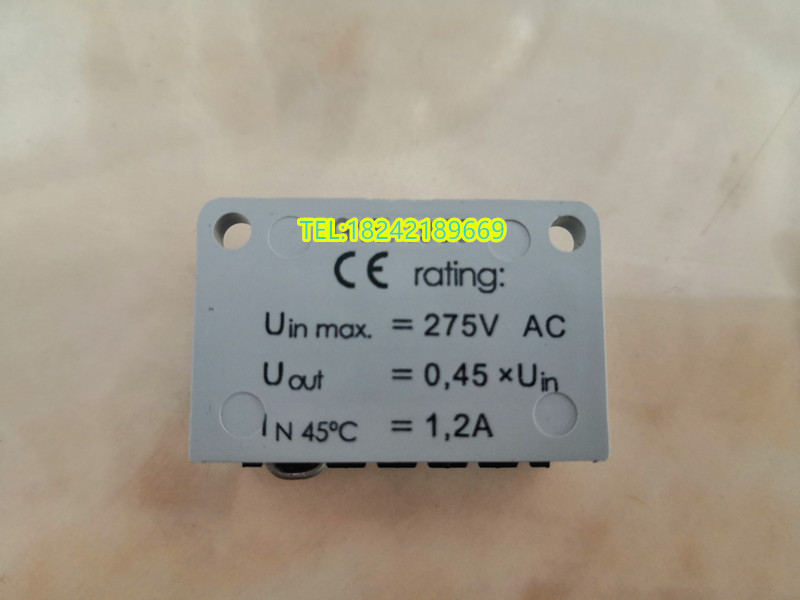 TEL:18242189669
CE rating:
Uin max. = 275V AC
Uout = 0,45 ×Uin
IN 45°C = 1,2A